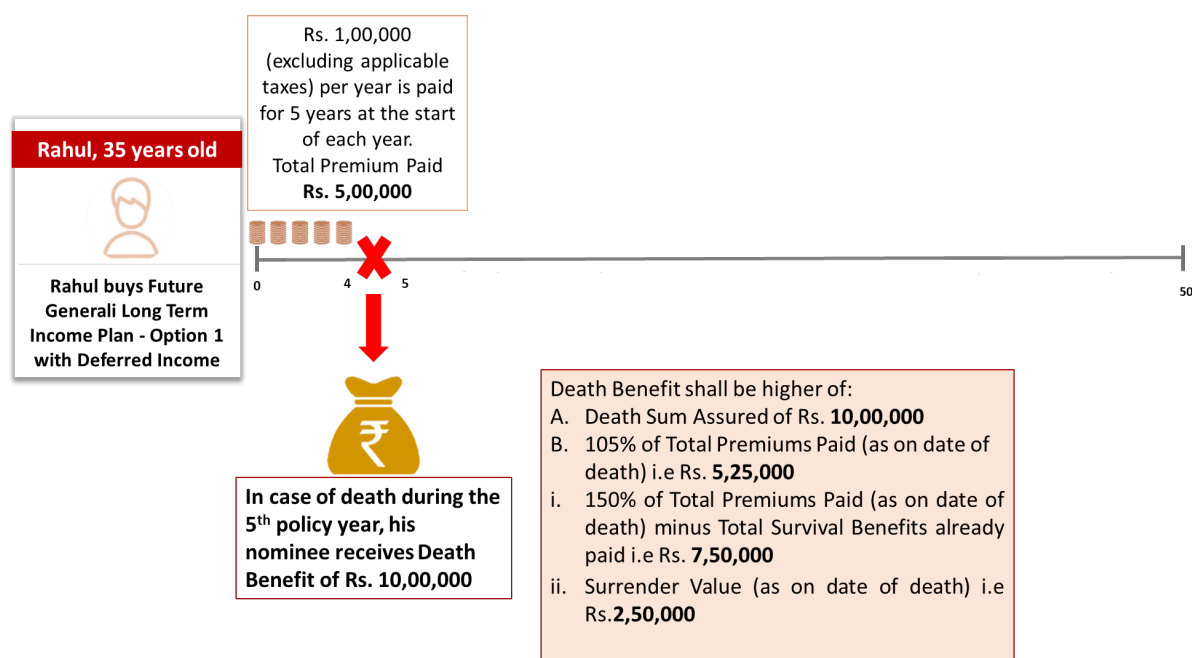 Rs. 1,00,000
(excluding applicable
taxes) per year is paid
for 5 years at the start
of each year.
Total Premium Paid
Rs. 5,00,000
Rahul, 35 years old
Rahul buys Future
Generali Long Term
Income Plan - Option 1
with Deferred Income
0
4
5
50
₹
In case of death during the
5th policy year, his
nominee receives Death
Benefit of Rs. 10,00,000
Death Benefit shall be higher of:
A. Death Sum Assured of Rs. 10,00,000
B. 105% of Total Premiums Paid (as on date of
death) i.e Rs. 5,25,000
i. 150% of Total Premiums Paid (as on date of
death) minus Total Survival Benefits already
paid i.e Rs. 7,50,000
ii. Surrender Value (as on date of death) i.e
Rs.2,50,000